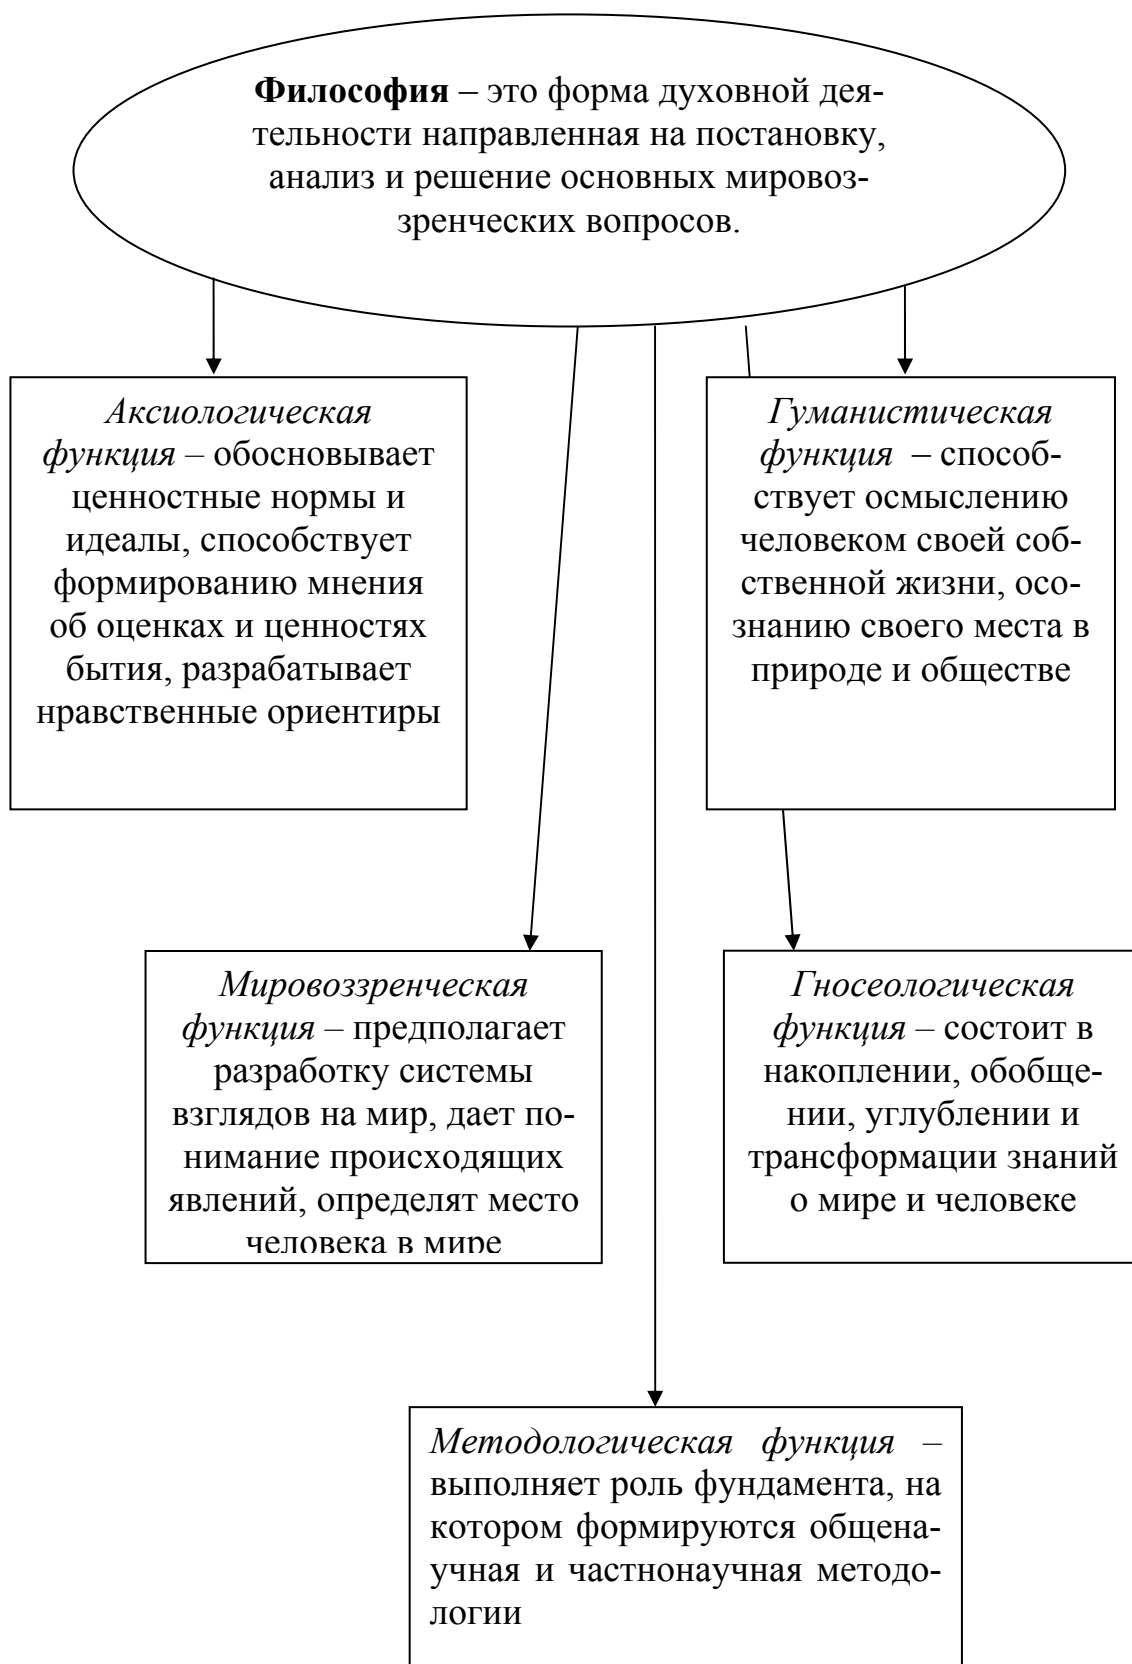 Философия – это форма духовной дея-
тельности направленная на постановку,
анализ и решение основных мировоз-
зренческих вопросов.
Аксиологическая
функция – обосновывает
ценностные нормы и
идеалы, способствует
формированию мнения
об оценках и ценностях
бытия, разрабатывает
нравственные ориентиры
Гуманистическая
функция – способ-
ствует осмыслению
человеком своей соб-
ственной жизни, осо-
знанию своего места в
природе и обществе
Мировоззренческая
функция – предполагает
разработку системы
взглядов на мир, дает по-
нимание происходящих
явлений, определят место
человека в мире
Гносеологическая
функция – состоит в
накоплении, обобще-
нии, углублении и
трансформации знаний
о мире и человеке
Методологическая функция –
выполняет роль фундамента, на
котором формируются общена-
учная и частнонаучная методо-
логии